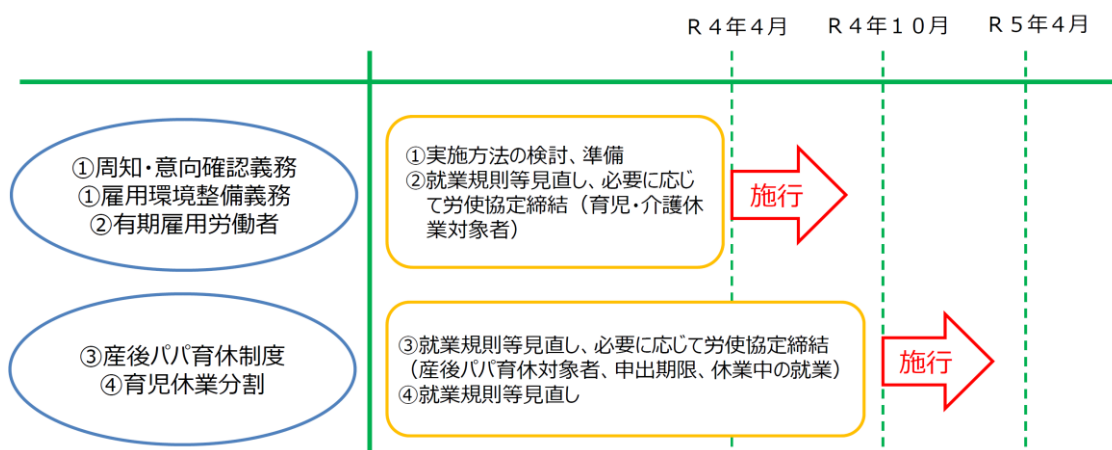 Ｒ４年４月 Ｒ４年１０月 Ｒ５年４月
①周知・意向確認義務
①雇用環境整備義務
②有期雇用労働者
①実施方法の検討、準備
②就業規則等見直し、必要に応じ
て労使協定締結（育児・介護休
業対象者）
施行
③産後パパ育休制度
④育児休業分割
③就業規則等見直し、必要に応じて労使協定締結
（産後パパ育休対象者、申出期限、休業中の就業）
④就業規則等見直し
施行